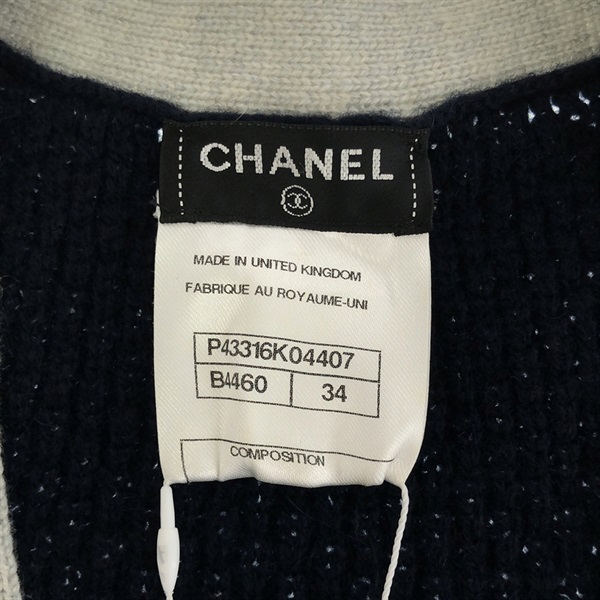 CHANEL
MADE IN UNITED KINGDOM
FABRIQUE AU ROYAUME-UNI
P43316K04407
B4460 34
COMPOSITION